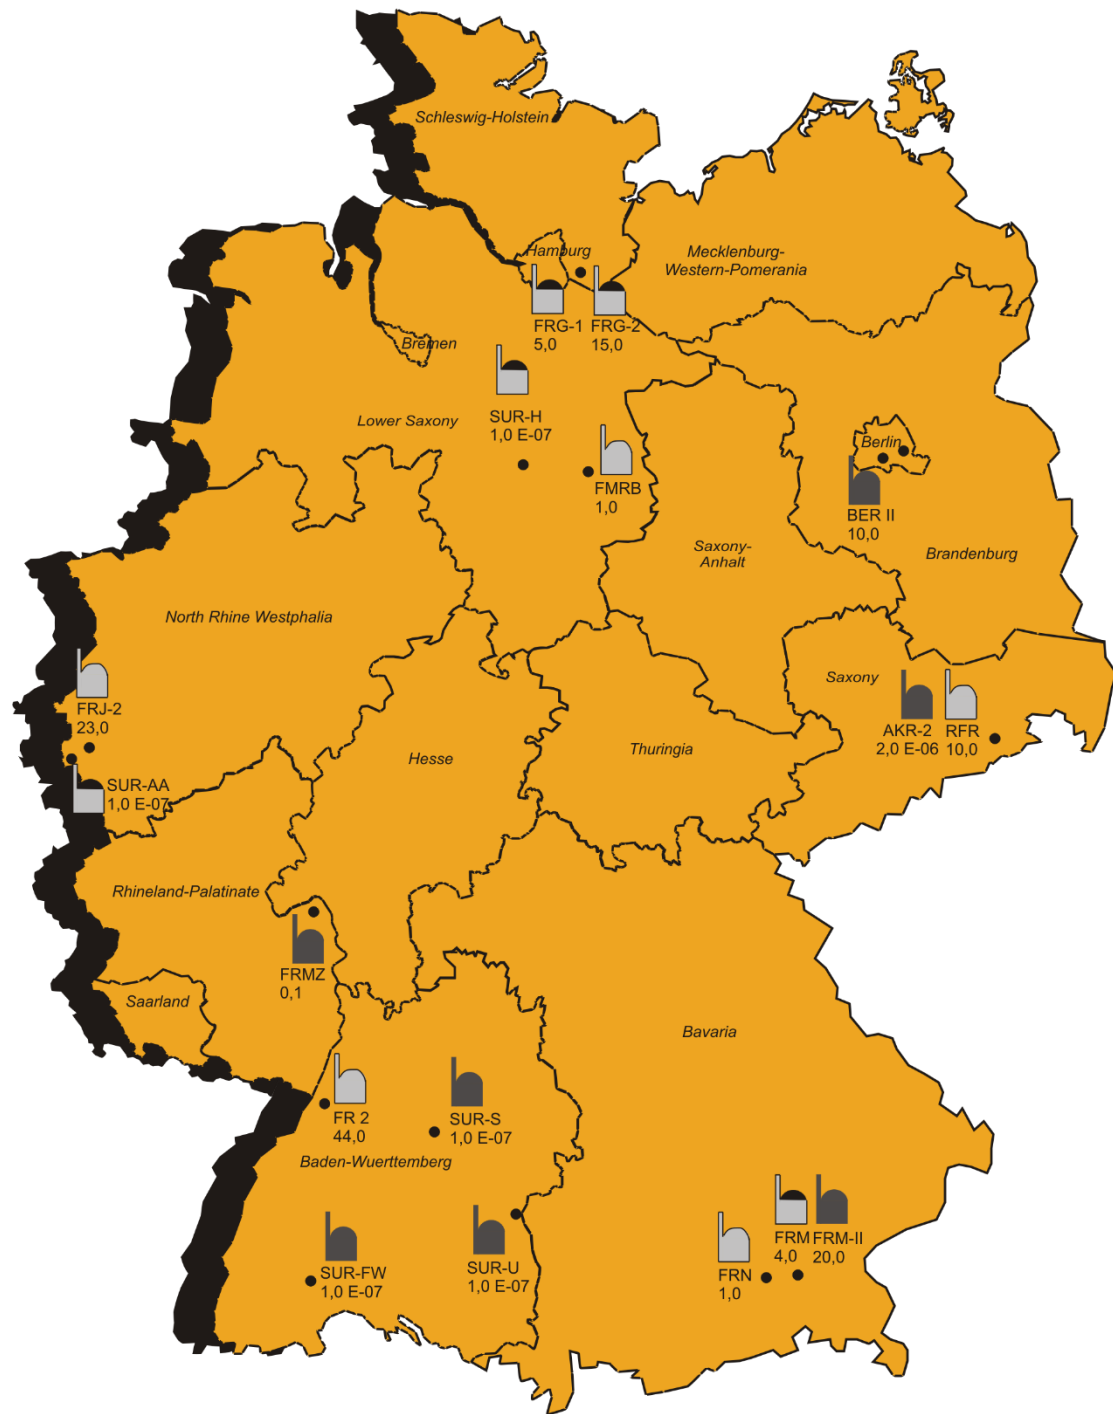 Schleswig-Holstein
Hamburg
Mecklenburg-
Western-Pomerania
FRG-1
5,0
FRG-2
15,0
Bremen
Lower Saxony
SUR-H
1,0 E-07
FMRB
1,0
Berlin
BER II
10,0
Brandenburg
Saxony-
Anhalt
North Rhine Westphalia
FRJ-2
23,0
SUR-AA
1,0 E-07
Saxony
AKR-2
2,0 E-06
RFR
10,0
Hesse
Thuringia
Rhineland-Palatinate
FRMZ
0,1
Saarland
Bavaria
FR 2
44,0
SUR-S
1,0 E-07
Baden-Wuerttemberg
SUR-FW
1,0 E-07
SUR-U
1,0 E-07
FRM
4,0
FRM-II
20,0
FRN
1,0